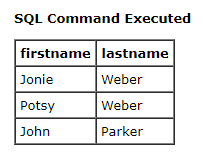 SQL Command Executed
firstname lastname
Jonie Weber
Potsy Weber
John Parker